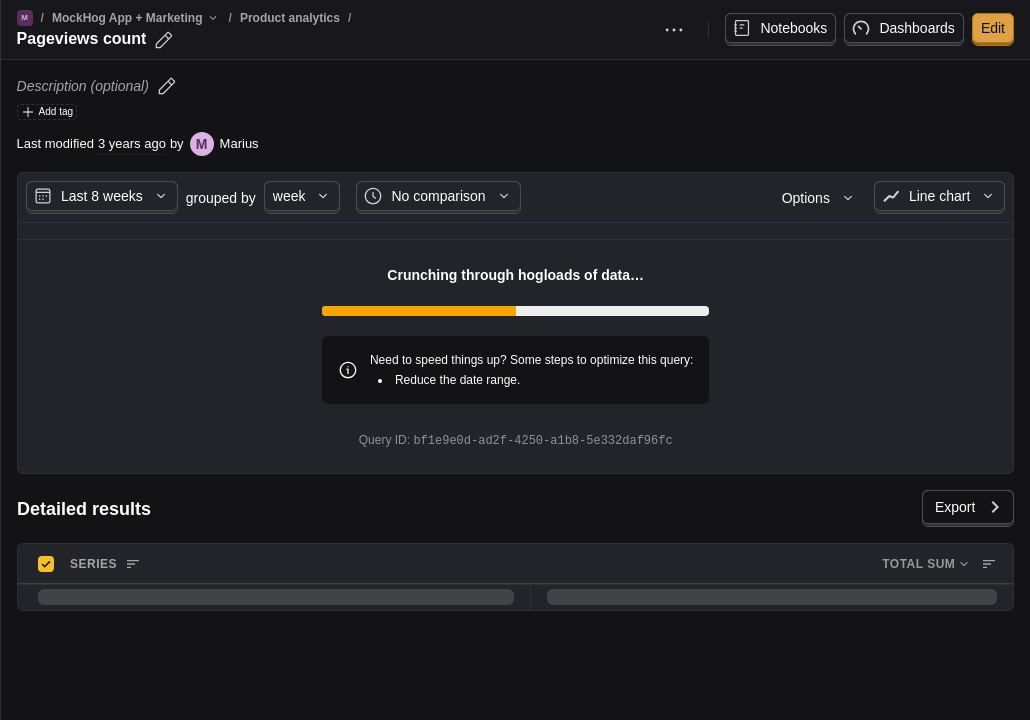 M / MockHog App + Marketing / Product analytics /
Pageviews count
Notebooks
Dashboards
Edit
Description (optional)
Add tag
Last modified 3 years ago by M Marius
Last 8 weeks grouped by week No comparison Options Line chart
Crunching through hogloads of data…
Need to speed things up? Some steps to optimize this query:
• Reduce the date range.
Query ID: bf1e9e0d-ad2f-4250-a1b8-5e332daf96fc
Detailed results
Export
SERIES TOTAL SUM